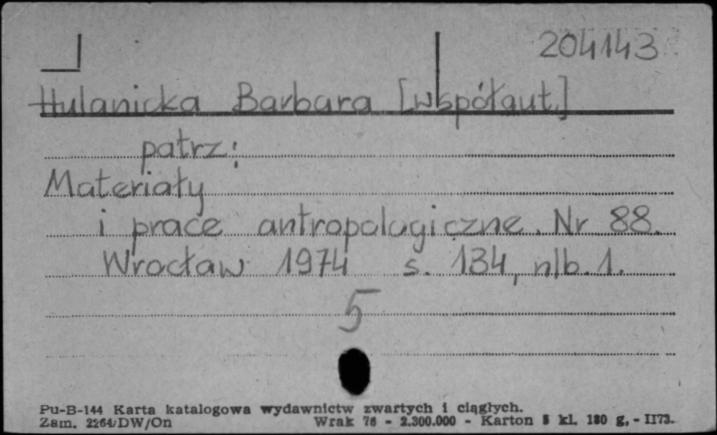 204143
Hulanicka Barbara [współaut.]
patrz:
Materiały
i prace antropologiczne. Nr 88.
Wrocław 1974 s. 134, nlb. 1.
5
Pu-B-144 Karta katalogowa wydawnictw zwartych i ciągłych.
Zam. 2264/DW/On Wrak 76 - 2.300.000 - Karton 8 kl. 180 g. - II73.